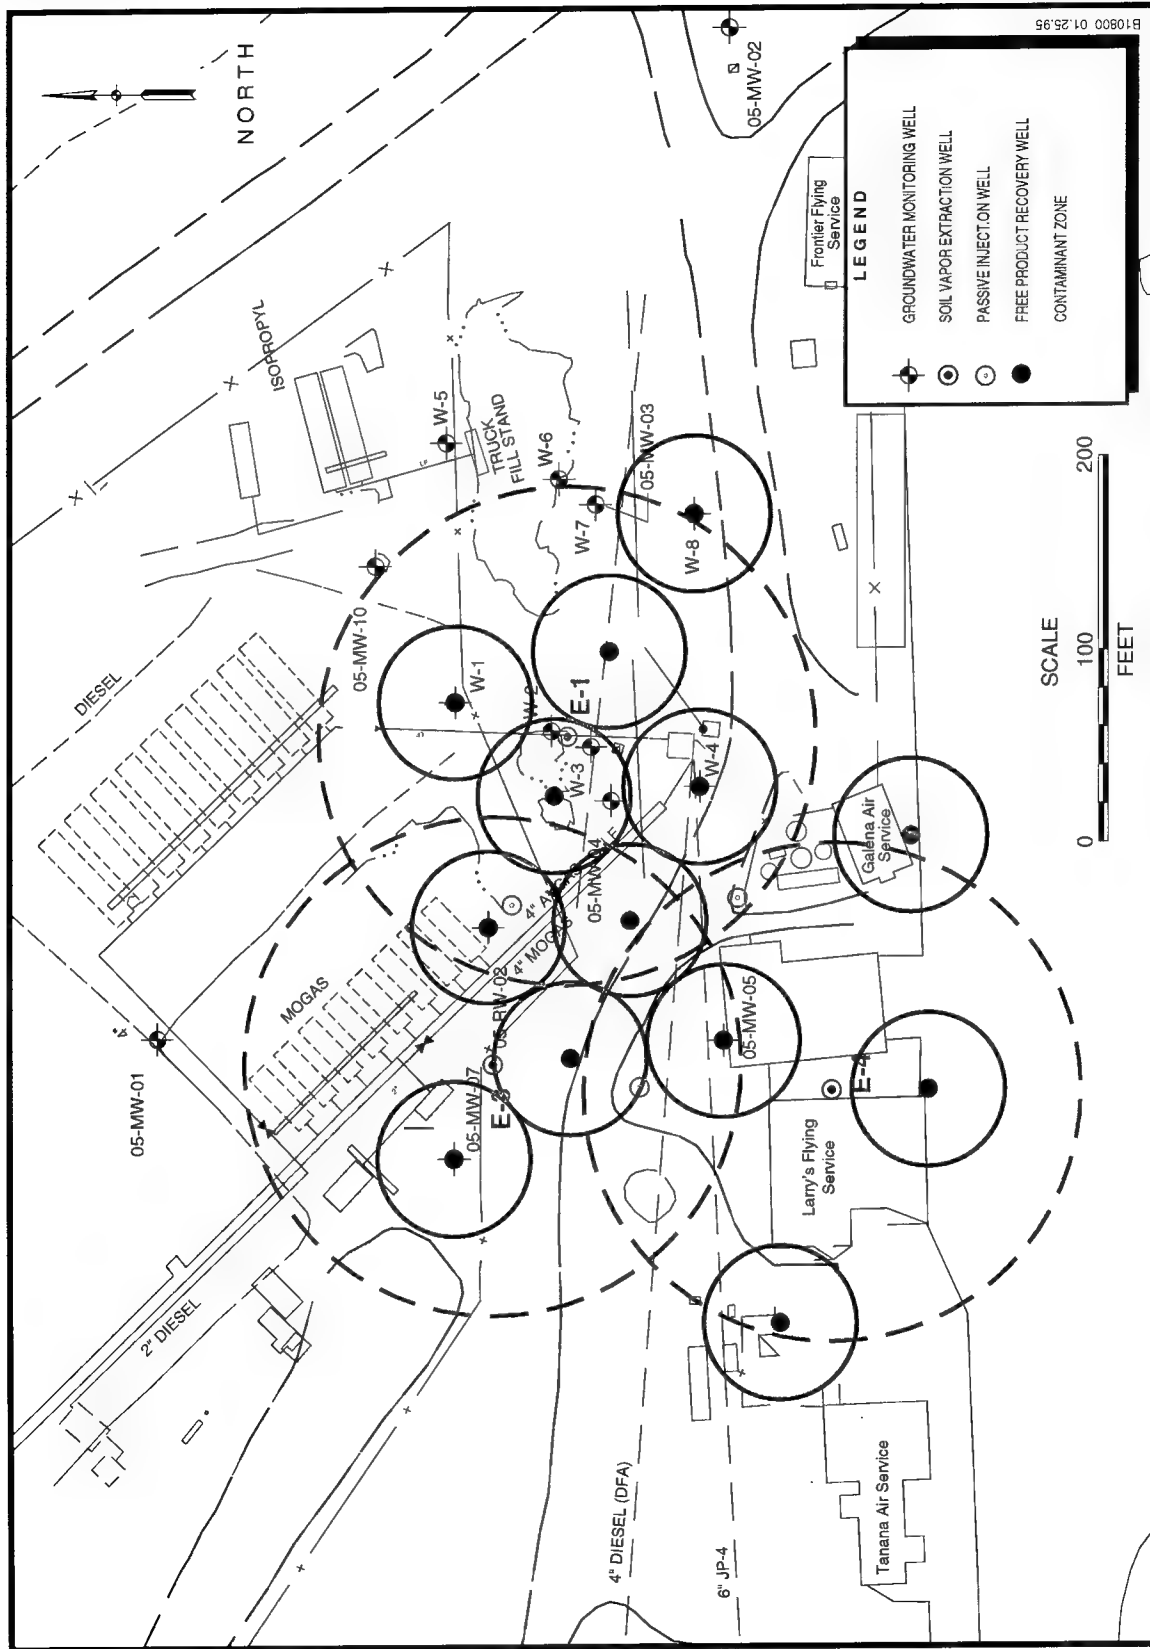 B10800 01.25.95
NORTH
05-MW-02
Frontier Flying
Service
LEGEND
GROUNDWATER MONITORING WELL
SOIL VAPOR EXTRACTION WELL
PASSIVE INJECT.ON WELL
FREE PRODUCT RECOVERY WELL
CONTAMINANT ZONE
ISOPROPYL
W-5
TRUCK
FILL STAND
W-6
W-7
05-MW-03
W-8
05-MW-10
DIESEL
W-1
W-2
E-1
W-3
W-4
MOGAS
4" MOGAS
05-MW-04
Galena Air
Service
05-MW-01
4"
05-RW-02
05-MW-07
E-3
05-MW-05
E-4
Larry's Flying
Service
2" DIESEL
4" DIESEL (DFA)
6" JP-4
Tanana Air Service
SCALE
0 100 200
FEET